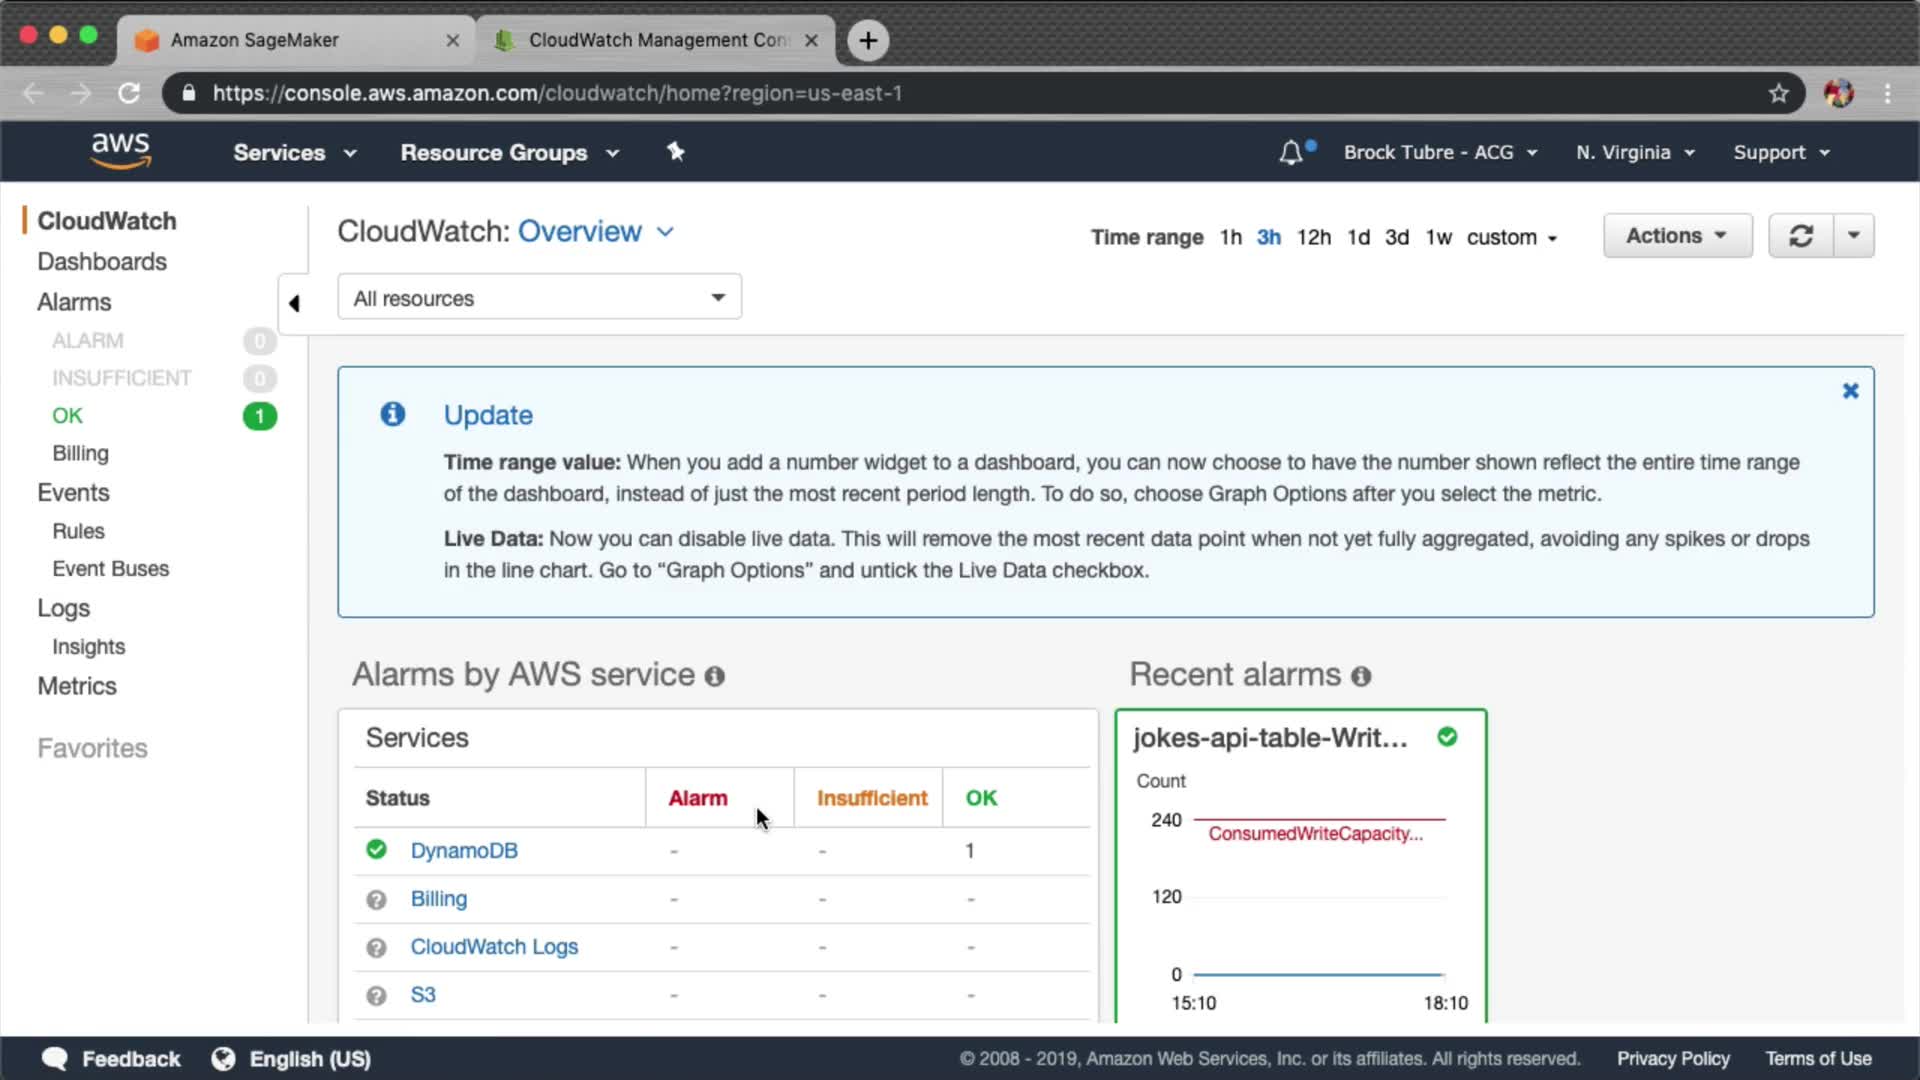 Amazon SageMaker
CloudWatch Management Con
https://console.aws.amazon.com/cloudwatch/home?region=us-east-1
aws
Services
Resource Groups
Brock Tubre - ACG
N. Virginia
Support
CloudWatch
Dashboards
Alarms
ALARM 0
INSUFFICIENT 0
OK 1
Billing
Events
Rules
Event Buses
Logs
Insights
Metrics
Favorites
CloudWatch: Overview
Time range 1h 3h 12h 1d 3d 1w custom
Actions
All resources
Update
Time range value: When you add a number widget to a dashboard, you can now choose to have the number shown reflect the entire time range
of the dashboard, instead of just the most recent period length. To do so, choose Graph Options after you select the metric.
Live Data: Now you can disable live data. This will remove the most recent data point when not yet fully aggregated, avoiding any spikes or drops
in the line chart. Go to “Graph Options” and untick the Live Data checkbox.
Alarms by AWS service
Services
Status Alarm Insufficient OK
DynamoDB - - 1
Billing - - -
CloudWatch Logs - - -
S3 - - -
Recent alarms
jokes-api-table-Writ...
Count
240
ConsumedWriteCapacity...
120
0
15:10 18:10
Feedback
English (US)
© 2008 - 2019, Amazon Web Services, Inc. or its affiliates. All rights reserved.
Privacy Policy
Terms of Use